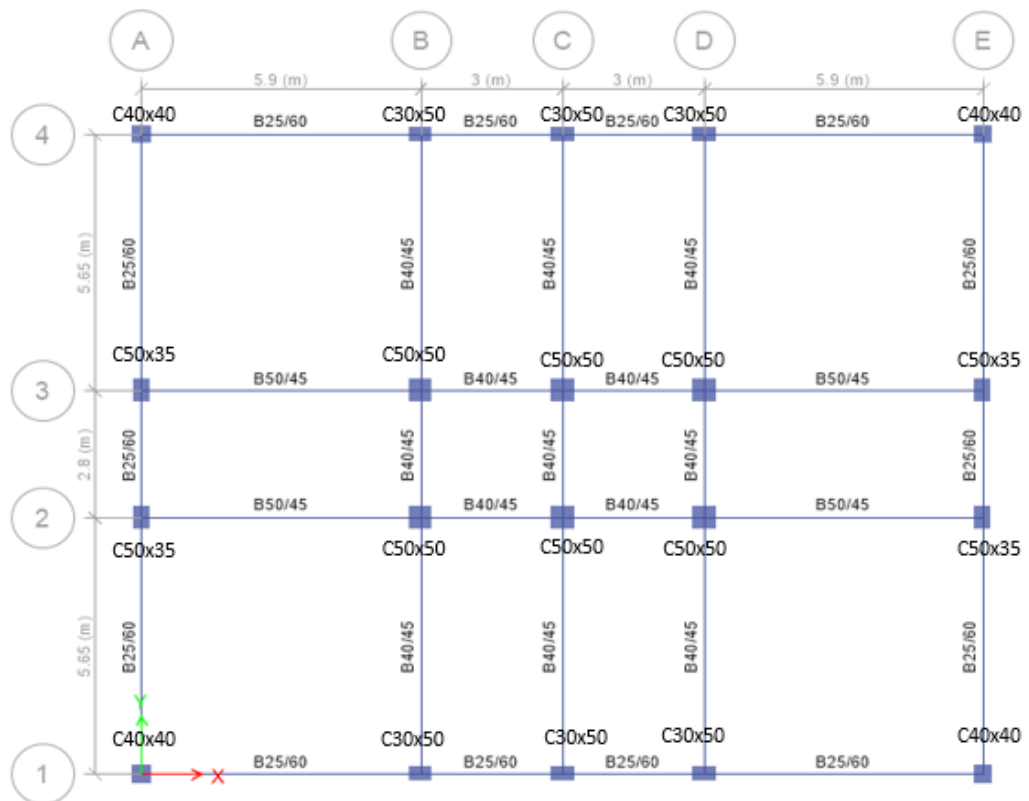 A B C D E
5.9 (m) 3 (m) 3 (m) 5.9 (m)
C40x40 C30x50 C30x50 C30x50 C40x40
4 B25/60 B25/60 B25/60 B25/60
5.65 (m) B25/60 B40/45 B40/45 B40/45 B25/60
C50x35 C50x50 C50x50 C50x50 C50x35
3 B50/45 B40/45 B40/45 B50/45
2.8 (m) B25/60 B40/45 B40/45 B40/45 B25/60
2 B50/45 B40/45 B40/45 B50/45
C50x35 C50x50 C50x50 C50x50 C50x35
5.65 (m) B25/60 B40/45 B40/45 B40/45 B25/60
Y
C40x40 C30x50 C30x50 C30x50 C40x40
1 X B25/60 B25/60 B25/60 B25/60